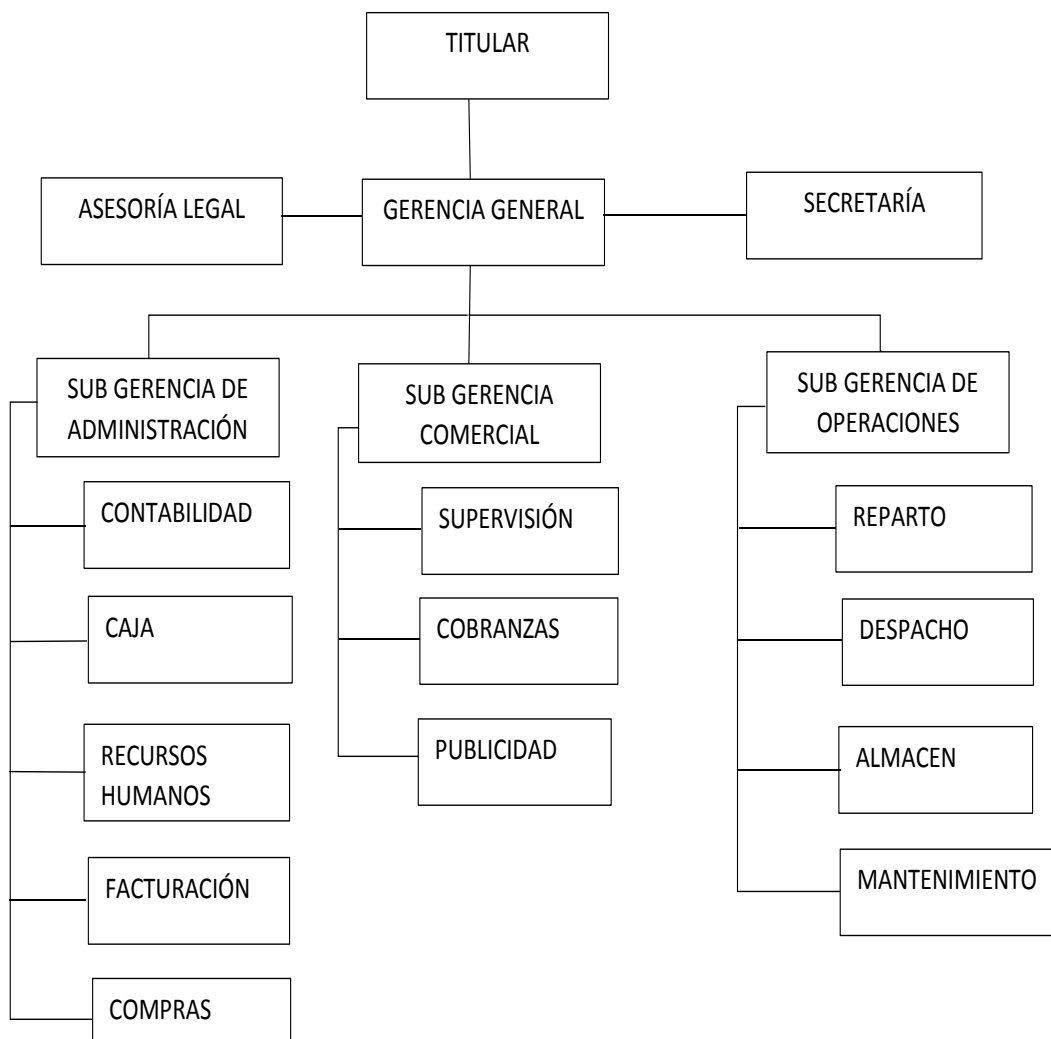 TITULAR
ASESORÍA LEGAL
GERENCIA GENERAL
SECRETARÍA
SUB GERENCIA DE
ADMINISTRACIÓN
CONTABILIDAD
CAJA
RECURSOS
HUMANOS
FACTURACIÓN
COMPRAS
SUB GERENCIA
COMERCIAL
SUPERVISIÓN
COBRANZAS
PUBLICIDAD
SUB GERENCIA DE
OPERACIONES
REPARTO
DESPACHO
ALMACEN
MANTENIMIENTO